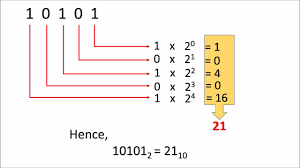 1 0 1 0 1
1 x 2⁰ = 1
0 x 2¹ = 0
1 x 2² = 4
0 x 2³ = 0
1 x 2⁴ = 16
21
Hence,
10101₂ = 21₁₀